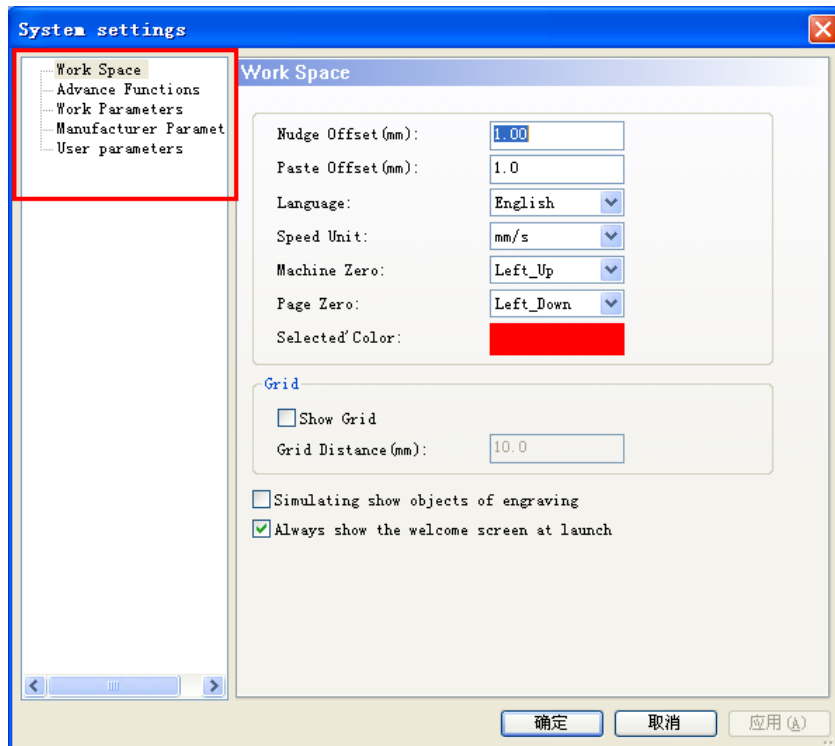 System settings
Work Space
Advance Functions
Work Parameters
Manufacturer Paramet
User parameters
Work Space
Nudge Offset(mm): 1.00
Paste Offset(mm): 1.0
Language: English
Speed Unit: mm/s
Machine Zero: Left_Up
Page Zero: Left_Down
Selected'Color:
Grid
Show Grid
Grid Distance(mm): 10.0
Simulating show objects of engraving
Always show the welcome screen at launch
确定 取消 应用(A)